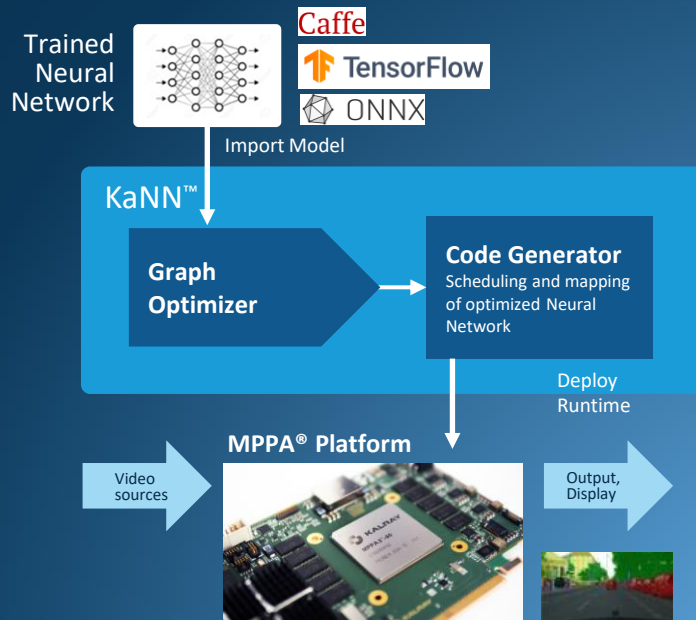 Trained
Neural
Network
Caffe
TensorFlow
ONNX
Import Model
KaNN™
Graph
Optimizer
Code Generator
Scheduling and mapping
of optimized Neural
Network
Deploy
Runtime
MPPA® Platform
Video
sources
KALRAY
Output,
Display